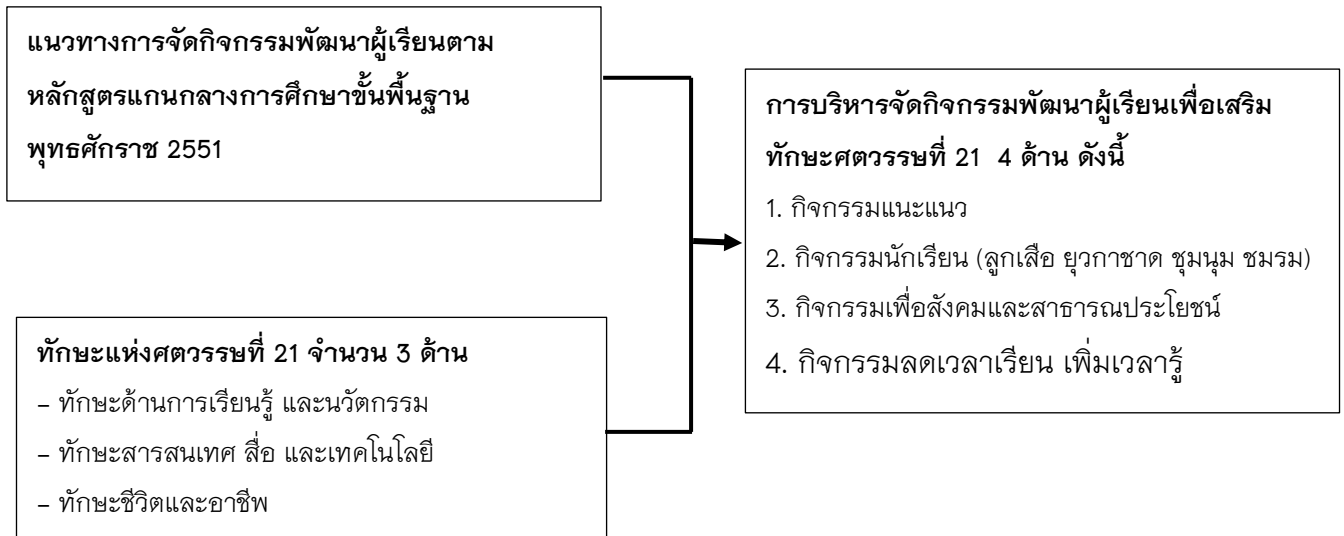 แนวทางการจัดกิจกรรมพัฒนาผู้เรียนตาม
หลักสูตรแกนกลางการศึกษาขั้นพื้นฐาน
พุทธศักราช 2551
ทักษะแห่งศตวรรษที่ 21 จำนวน 3 ด้าน
– ทักษะด้านการเรียนรู้ และนวัตกรรม
– ทักษะสารสนเทศ สื่อ และเทคโนโลยี
– ทักษะชีวิตและอาชีพ
การบริหารจัดกิจกรรมพัฒนาผู้เรียนเพื่อเสริม
ทักษะศตวรรษที่ 21 4 ด้าน ดังนี้
1. กิจกรรมแนะแนว
2. กิจกรรมนักเรียน (ลูกเสือ ยุวกาชาด ชุมนุม ชมรม)
3. กิจกรรมเพื่อสังคมและสาธารณประโยชน์
4. กิจกรรมลดเวลาเรียน เพิ่มเวลารู้